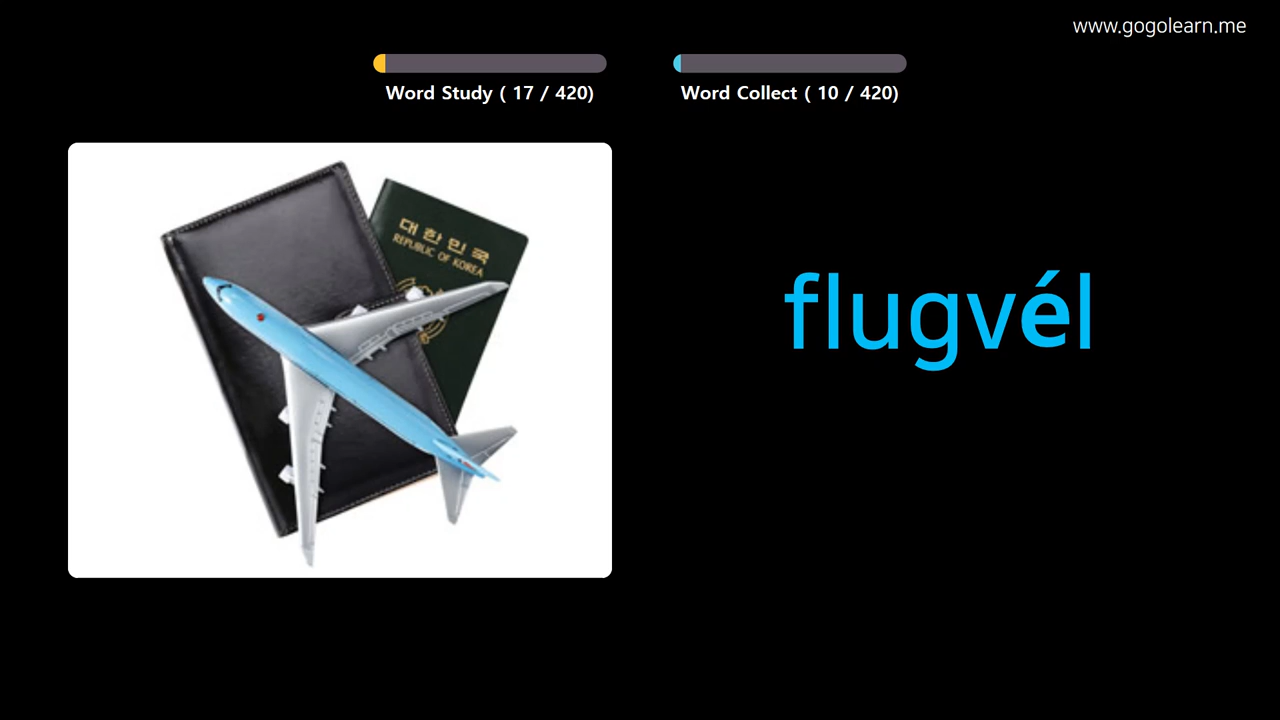 www.gogolearn.me
Word Study ( 17 / 420)
Word Collect ( 10 / 420)
대한민국
REPUBLIC OF KOREA
flugvél